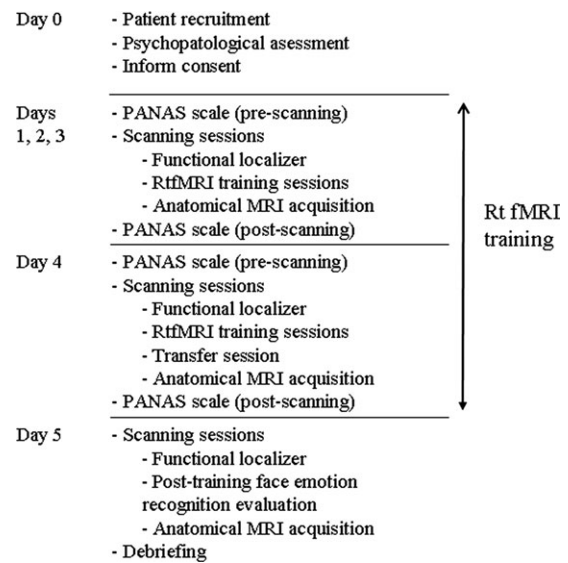 Day 0
- Patient recruitment
- Psychopatological asessment
- Inform consent
Days
1, 2, 3
- PANAS scale (pre-scanning)
- Scanning sessions
- Functional localizer
- RtfMRI training sessions
- Anatomical MRI acquisition
- PANAS scale (post-scanning)
Day 4
- PANAS scale (pre-scanning)
- Scanning sessions
- Functional localizer
- RtfMRI training sessions
- Transfer session
- Anatomical MRI acquisition
- PANAS scale (post-scanning)
Rt fMRI
training
Day 5
- Scanning sessions
- Functional localizer
- Post-training face emotion
recognition evaluation
- Anatomical MRI acquisition
- Debriefing